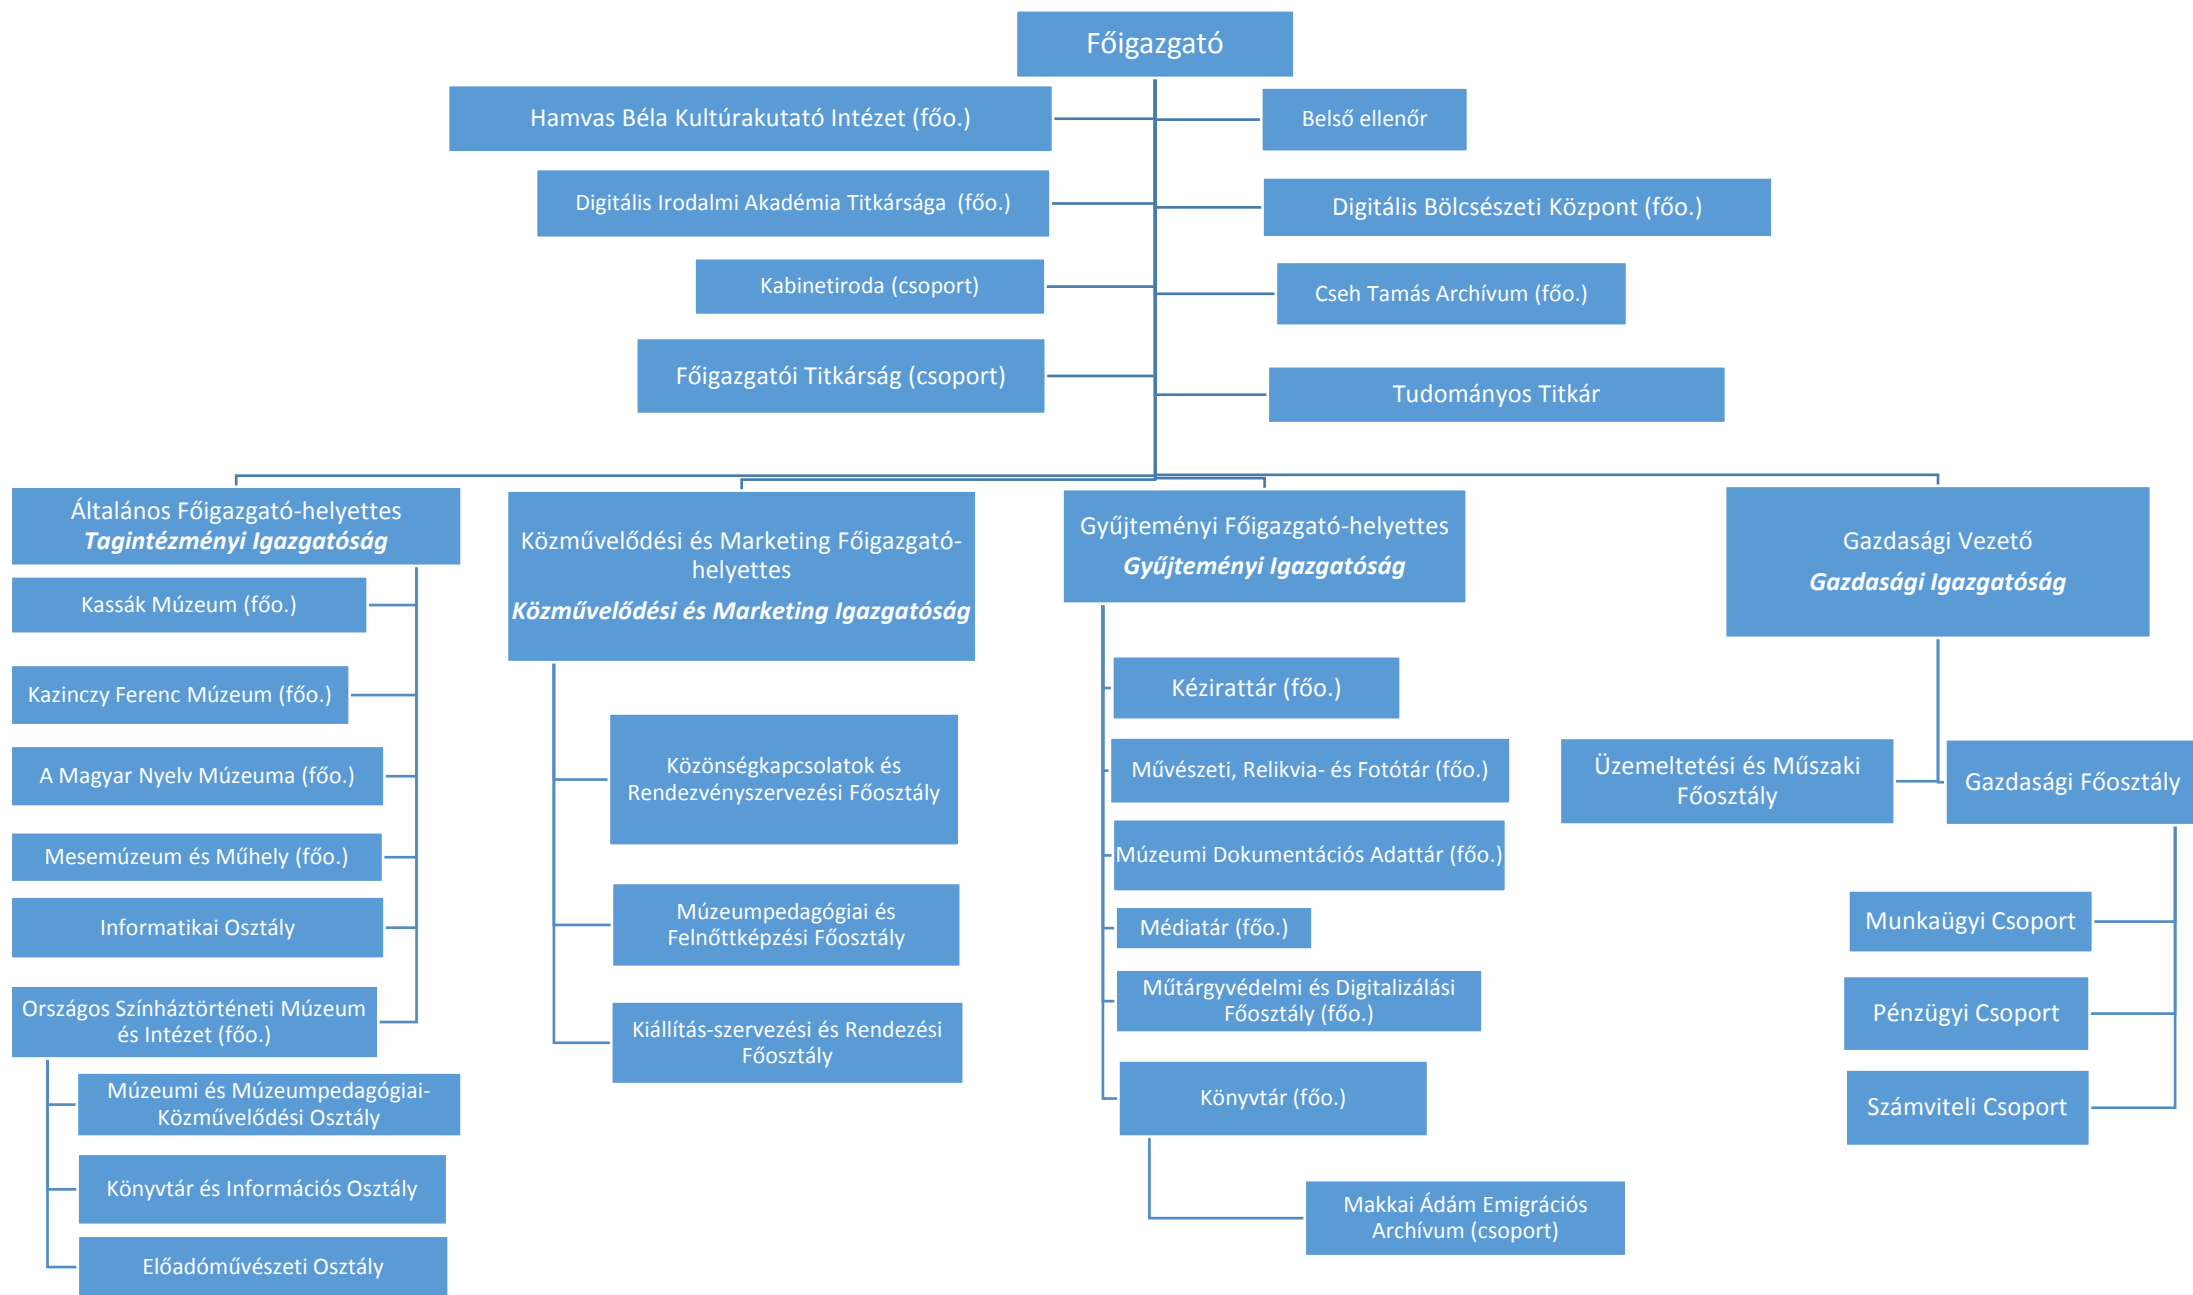 Főigazgató
Hamvas Béla Kultúrakutató Intézet (főo.)
Belső ellenőr
Digitális Irodalmi Akadémia Titkársága  (főo.)
Digitális Bölcsészeti Központ (főo.)
Kabinetiroda (csoport)
Cseh Tamás Archívum (főo.)
Főigazgatói Titkárság (csoport)
Tudományos Titkár
Általános Főigazgató-helyettes
Tagintézményi Igazgatóság
Kassák Múzeum (főo.)
Kazinczy Ferenc Múzeum (főo.)
A Magyar Nyelv Múzeuma (főo.)
Mesemúzeum és Műhely (főo.)
Informatikai Osztály
Országos Színháztörténeti Múzeum
és Intézet (főo.)
Múzeumi és Múzeumpedagógiai-
Közművelődési Osztály
Könyvtár és Információs Osztály
Előadóművészeti Osztály
Közművelődési és Marketing Főigazgató-
helyettes
Közművelődési és Marketing Igazgatóság
Közönségkapcsolatok és
Rendezvényszervezési Főosztály
Múzeumpedagógiai és
Felnőttképzési Főosztály
Kiállítás-szervezési és Rendezési
Főosztály
Gyűjteményi Főigazgató-helyettes
Gyűjteményi Igazgatóság
Kézirattár (főo.)
Művészeti, Relikvia- és Fotótár (főo.)
Múzeumi Dokumentációs Adattár (főo.)
Médiatár (főo.)
Műtárgyvédelmi és Digitalizálási
Főosztály (főo.)
Könyvtár (főo.)
Makkai Ádám Emigrációs
Archívum (csoport)
Gazdasági Vezető
Gazdasági Igazgatóság
Üzemeltetési és Műszaki
Főosztály
Gazdasági Főosztály
Munkaügyi Csoport
Pénzügyi Csoport
Számviteli Csoport